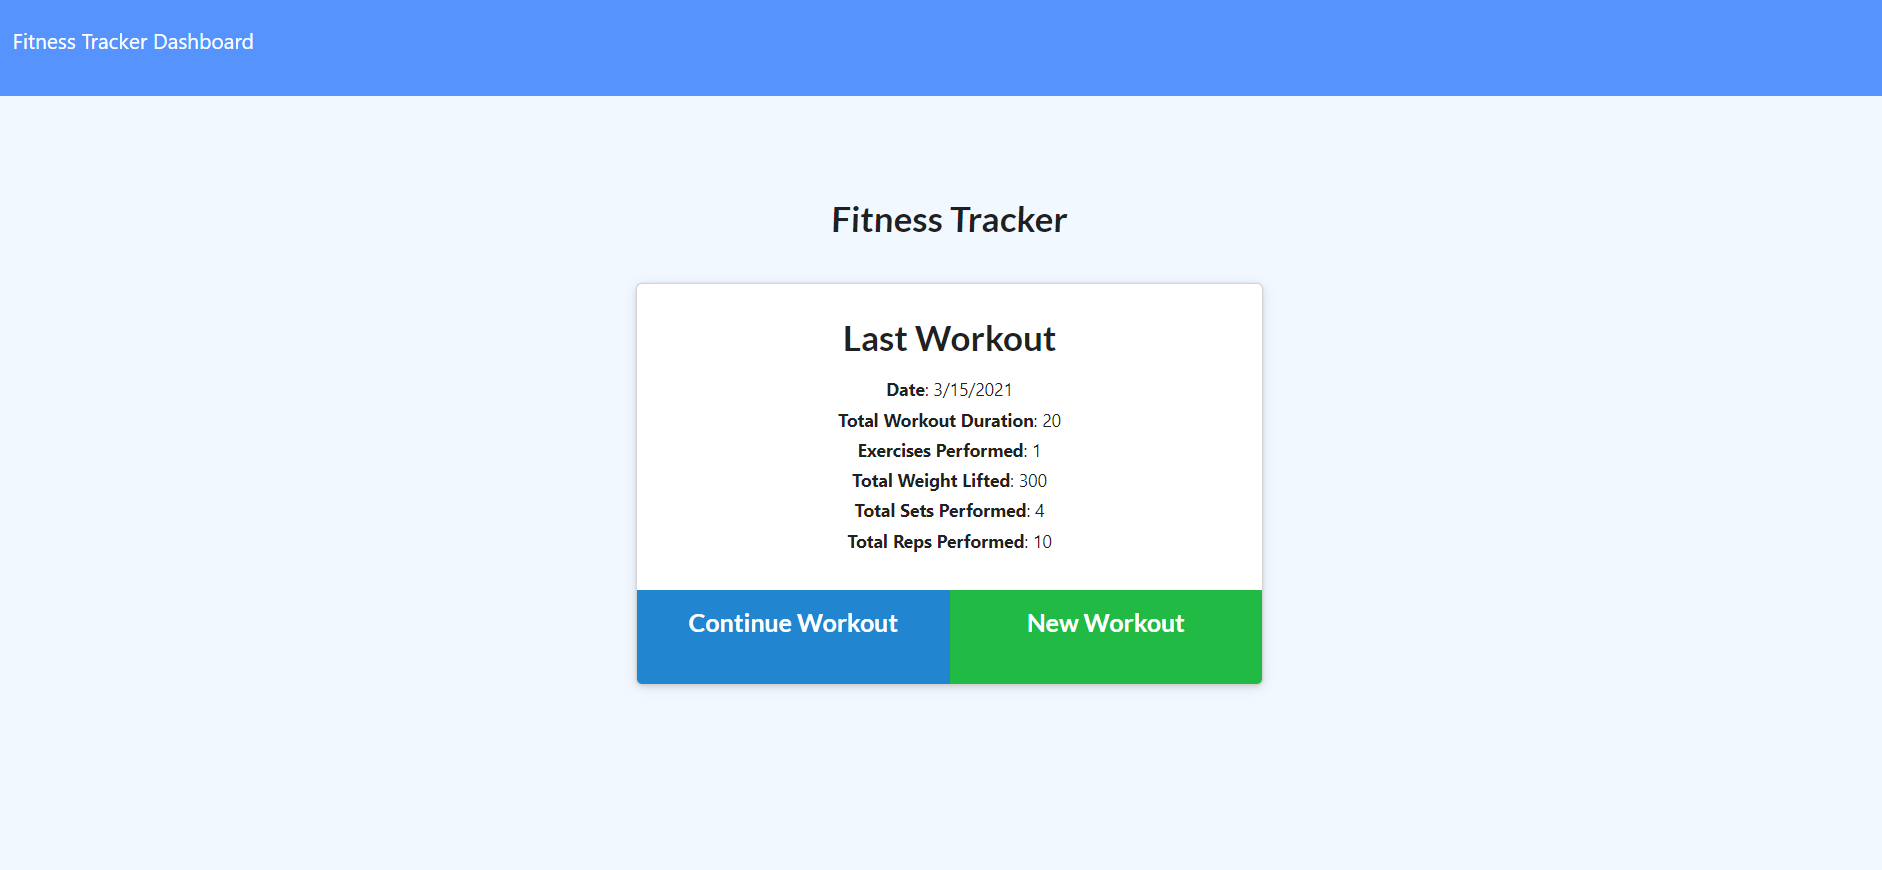 Fitness Tracker Dashboard
Fitness Tracker
Last Workout
Date: 3/15/2021
Total Workout Duration: 20
Exercises Performed: 1
Total Weight Lifted: 300
Total Sets Performed: 4
Total Reps Performed: 10
Continue Workout
New Workout